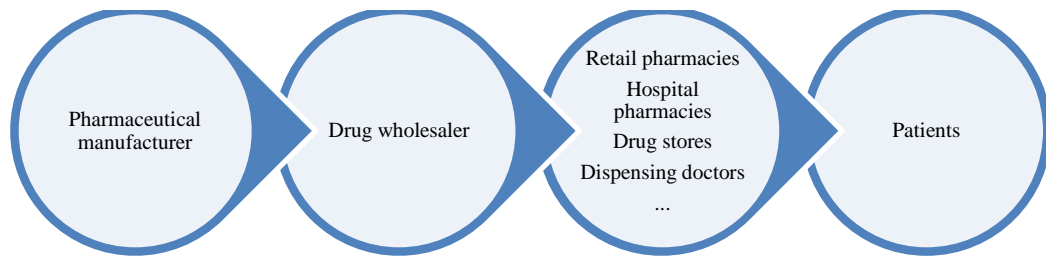 Pharmaceutical
manufacturer
Drug wholesaler
Retail pharmacies
Hospital
pharmacies
Drug stores
Dispensing doctors
...
Patients